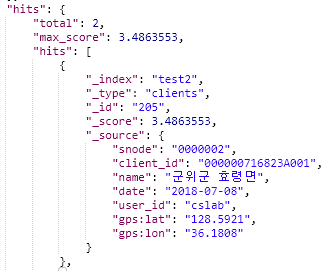 "hits": {
"total": 2,
"max_score": 3.4863553,
"hits": [
{
"_index": "test2",
"_type": "clients",
"_id": "205",
"_score": 3.4863553,
"_source": {
"snode": "0000002",
"client_id": "000000716823A001",
"name": "군위군 효령면",
"date": "2018-07-08",
"user_id": "cslab",
"gps:lat": "128.5921",
"gps:lon": "36.1808"
}
},